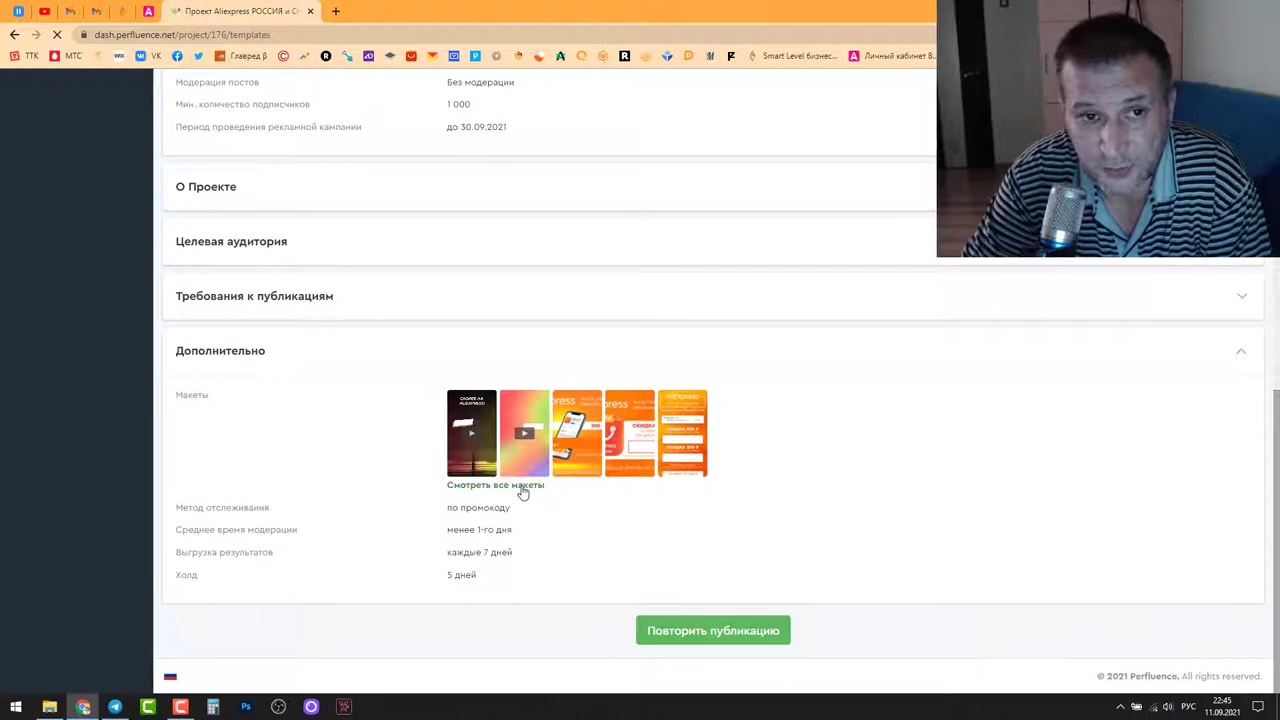 Проект Aliexpress РОССИЯ и С
dash.perfluence.net/project/176/templates
ТТК
МТС
WIX
VK
Главред β
Smart Level бизнес...
Личный кабинет В
Модерация постов Без модерации
Мин. количество подписчиков 1 000
Период проведения рекламной кампании до 30.09.2021
О Проекте
Целевая аудитория
Требования к публикациям
Дополнительно
Макеты
Смотреть все макеты
Метод отслеживания по промокоду
Среднее время модерации менее 1-го дня
Выгрузка результатов каждые 7 дней
Холд 5 дней
Повторить публикацию
© 2021 Perfluence. All rights reserved.
РУС
22:45
11.09.2021